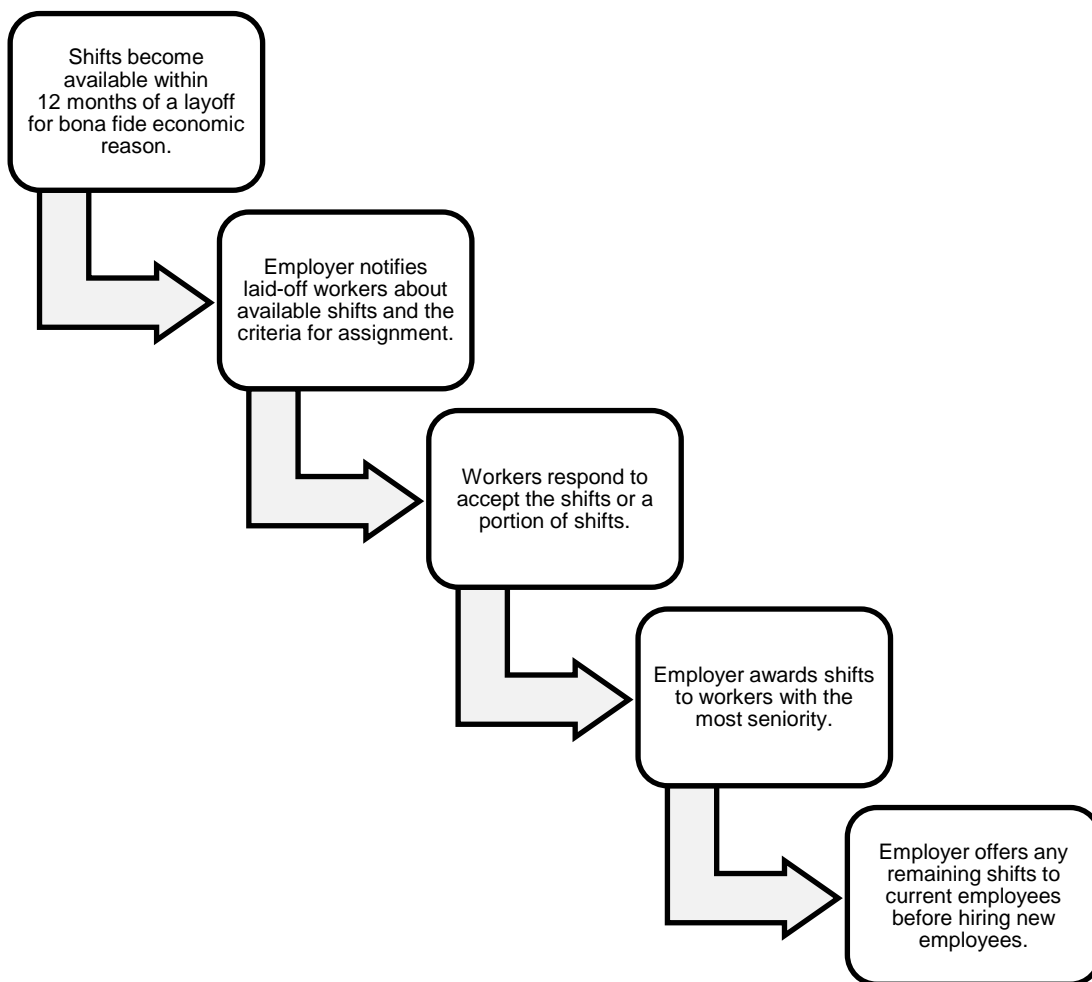 Shifts become
available within
12 months of a layoff
for bona fide economic
reason.
Employer notifies
laid-off workers about
available shifts and the
criteria for assignment.
Workers respond to
accept the shifts or a
portion of shifts.
Employer awards shifts
to workers with the
most seniority.
Employer offers any
remaining shifts to
current employees
before hiring new
employees.